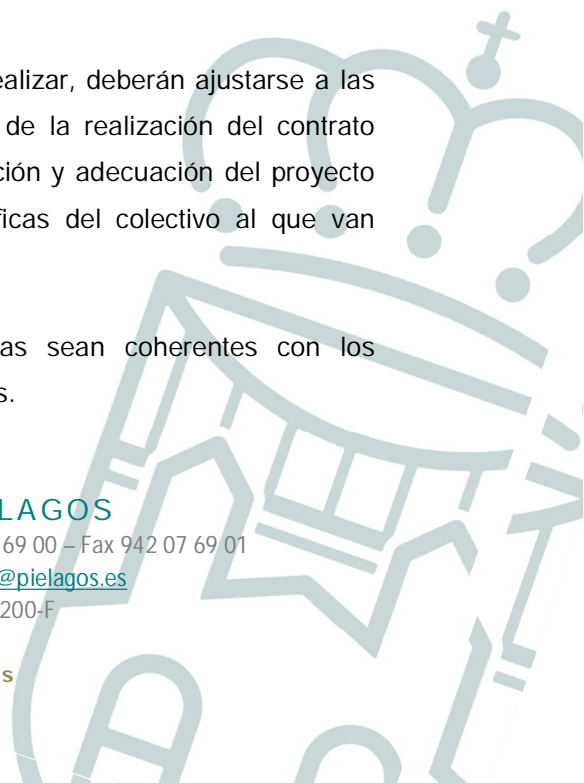 ealizar, deberán ajustarse a las
de la realización del contrato
ción y adecuación del proyecto
ficas del colectivo al que van
as sean coherentes con los
s.
LAGOS
69 00 – Fax 942 07 69 01
@pielagos.es
200-F
s